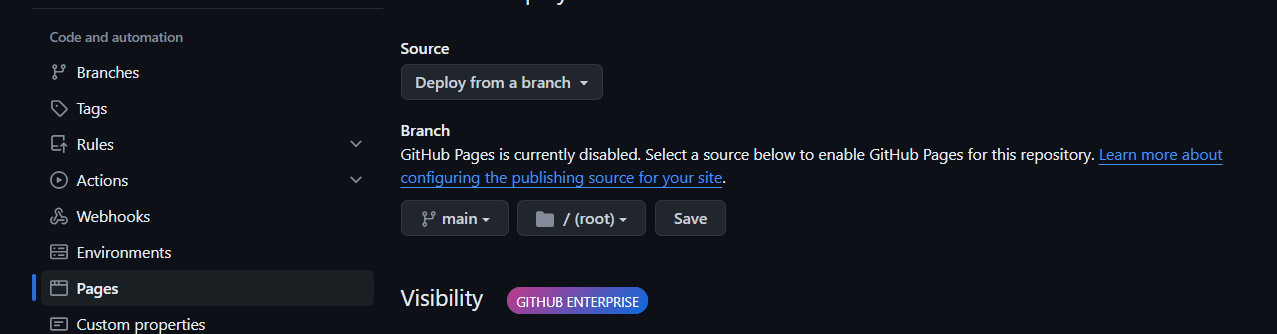 Code and automation
Branches
Tags
Rules
Actions
Webhooks
Environments
Pages
Custom properties
Source
Deploy from a branch
Branch
GitHub Pages is currently disabled. Select a source below to enable GitHub Pages for this repository. Learn more about
configuring the publishing source for your site.
main
/ (root)
Save
Visibility
GITHUB ENTERPRISE